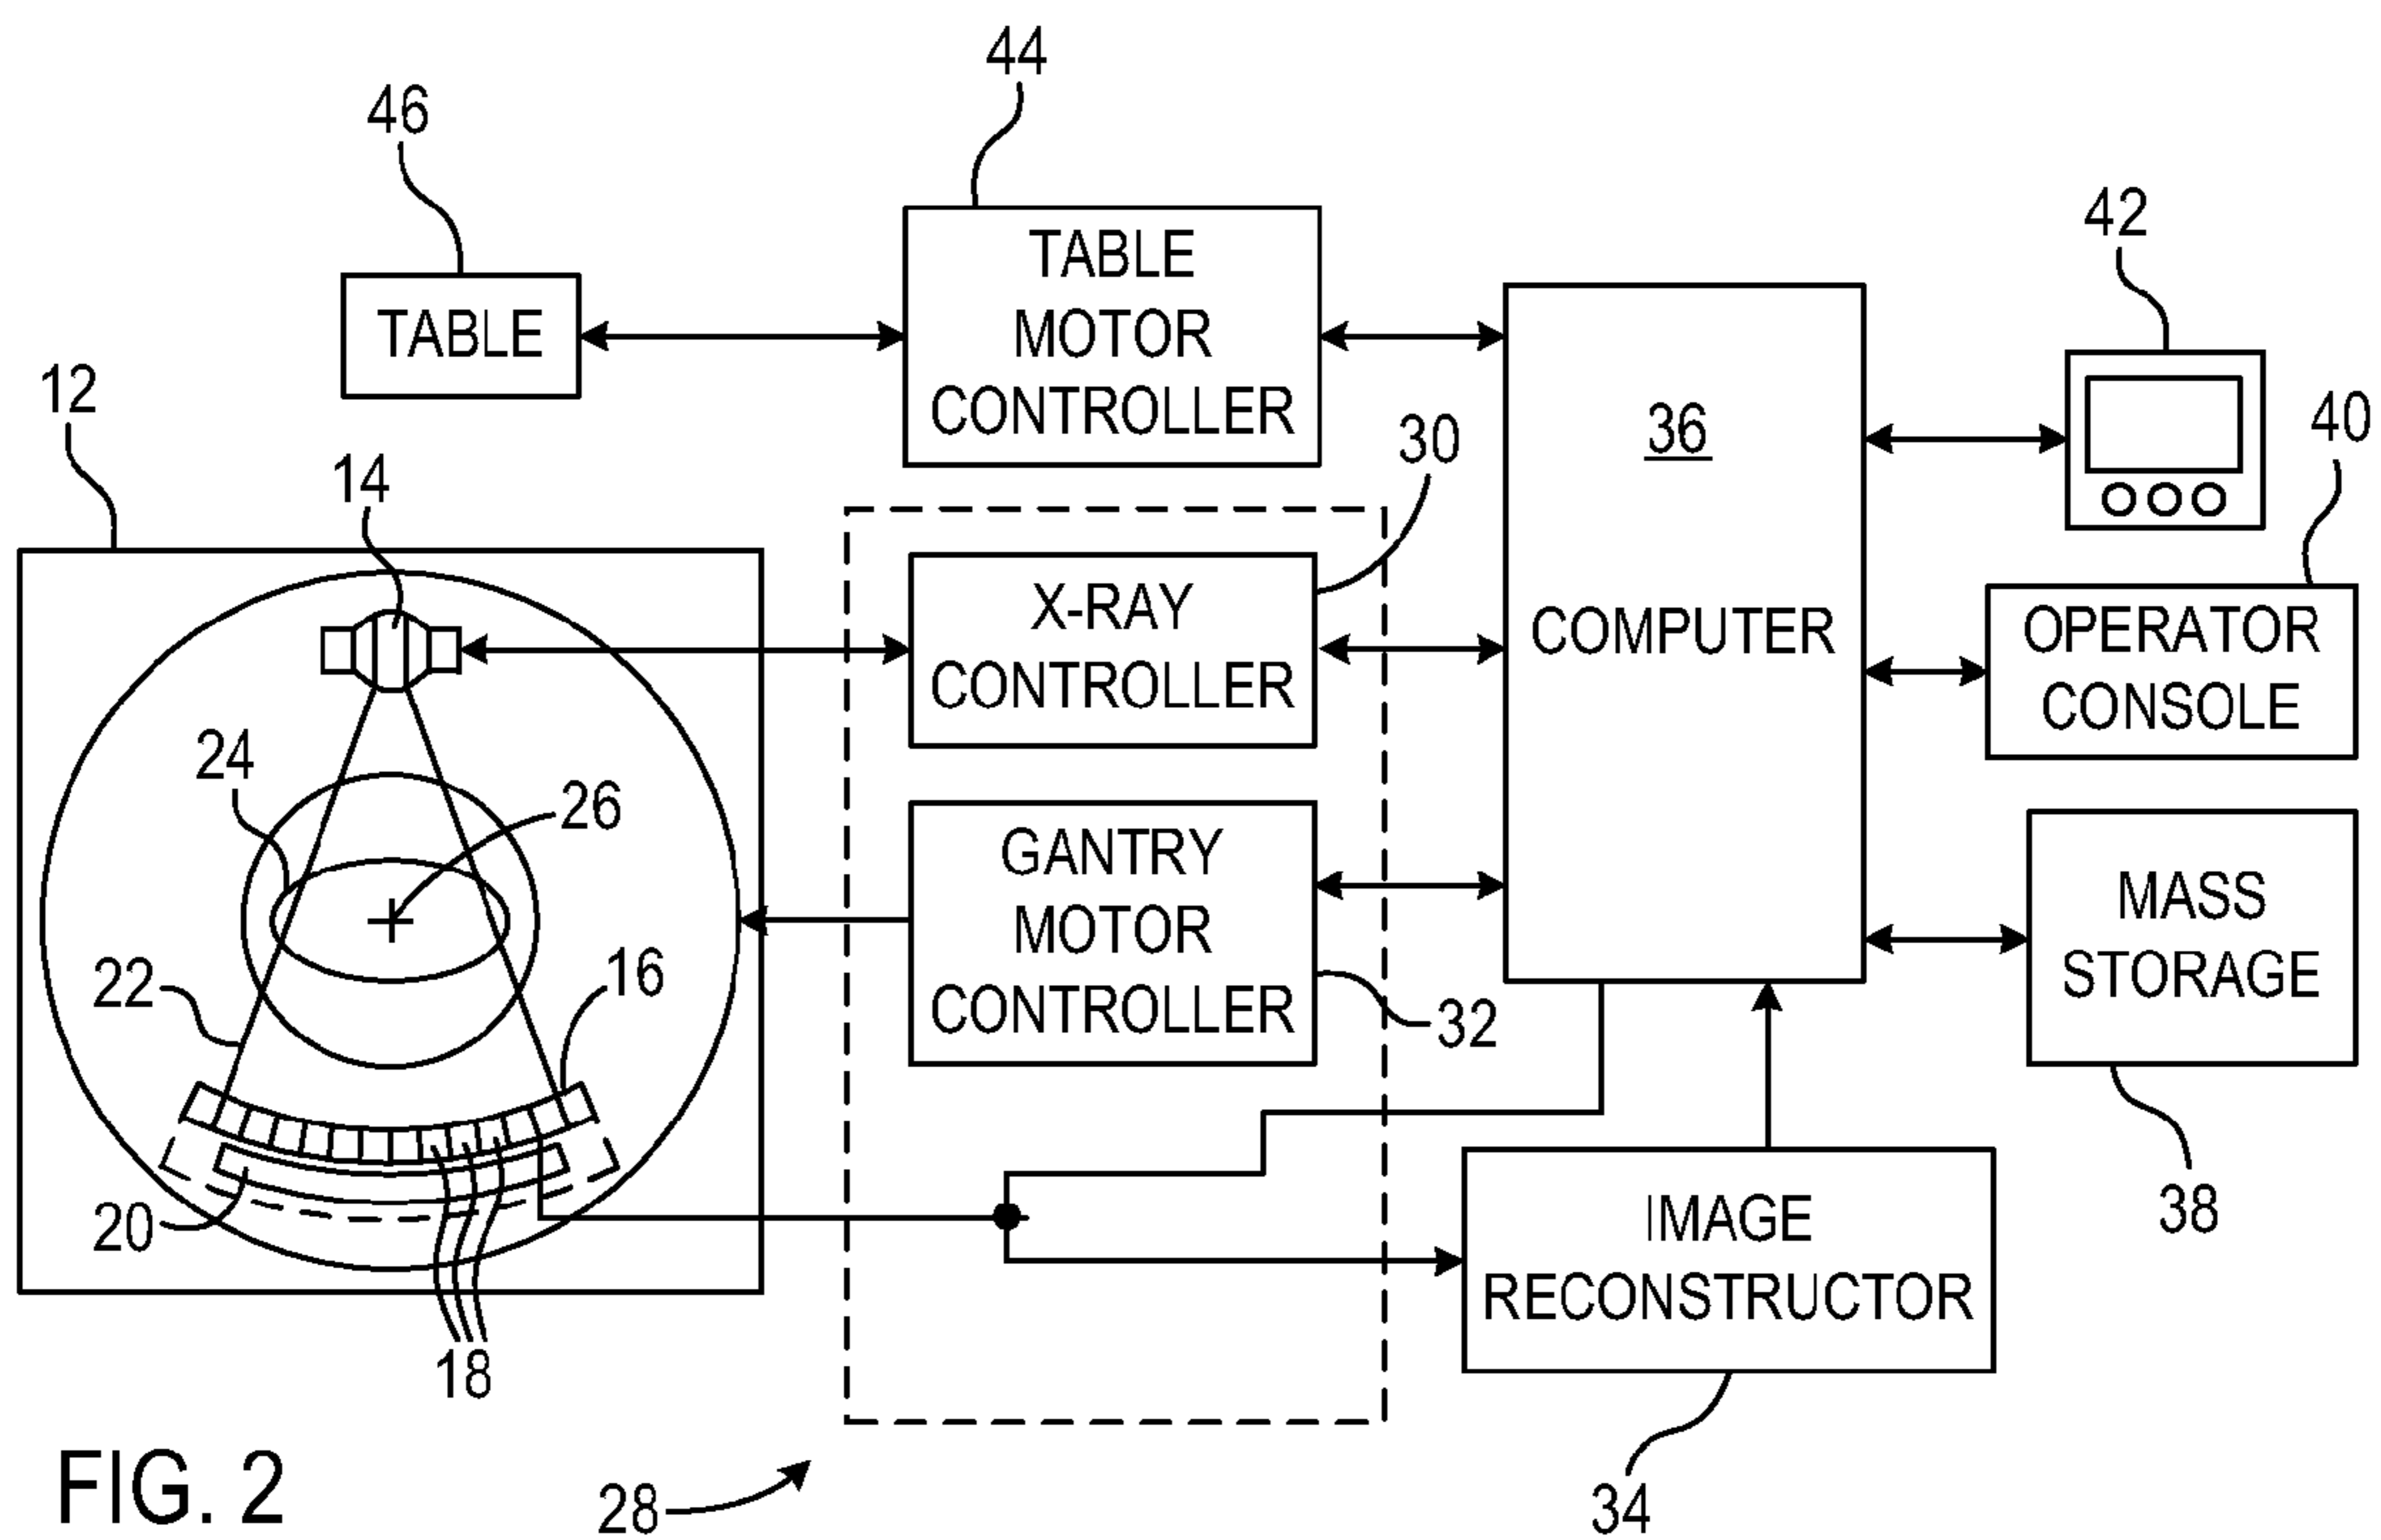 44
46
42
TABLE
MOTOR
CONTROLLER
TABLE
12
36
40
30
14
X-RAY
CONTROLLER
COMPUTER
OPERATOR
CONSOLE
24
26
GANTRY
MOTOR
CONTROLLER
MASS
STORAGE
22
16
32
20
18
38
IMAGE
RECONSTRUCTOR
FIG. 2
28
34